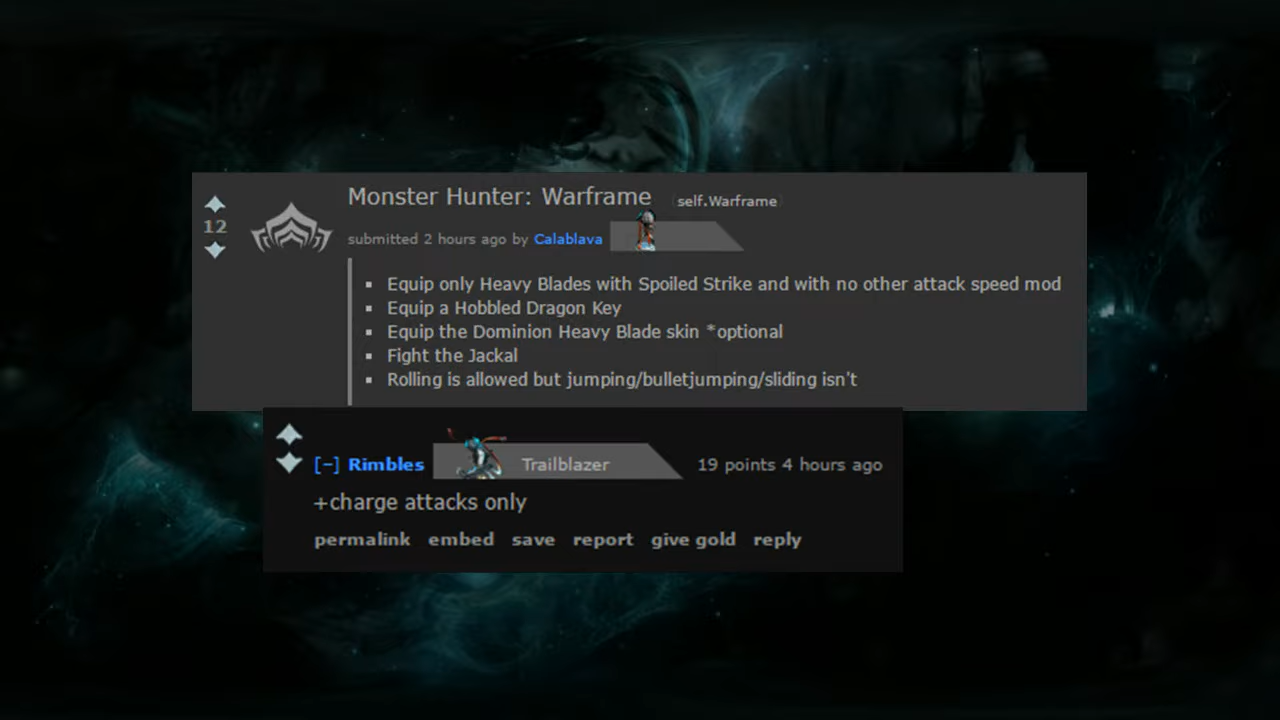 Monster Hunter: Warframe self.Warframe
12
submitted 2 hours ago by Calablava
Equip only Heavy Blades with Spoiled Strike and with no other attack speed mod
Equip a Hobbled Dragon Key
Equip the Dominion Heavy Blade skin *optional
Fight the Jackal
Rolling is allowed but jumping/bulletjumping/sliding isn't
[−] Rimbles Trailblazer 19 points 4 hours ago
+charge attacks only
permalink embed save report give gold reply